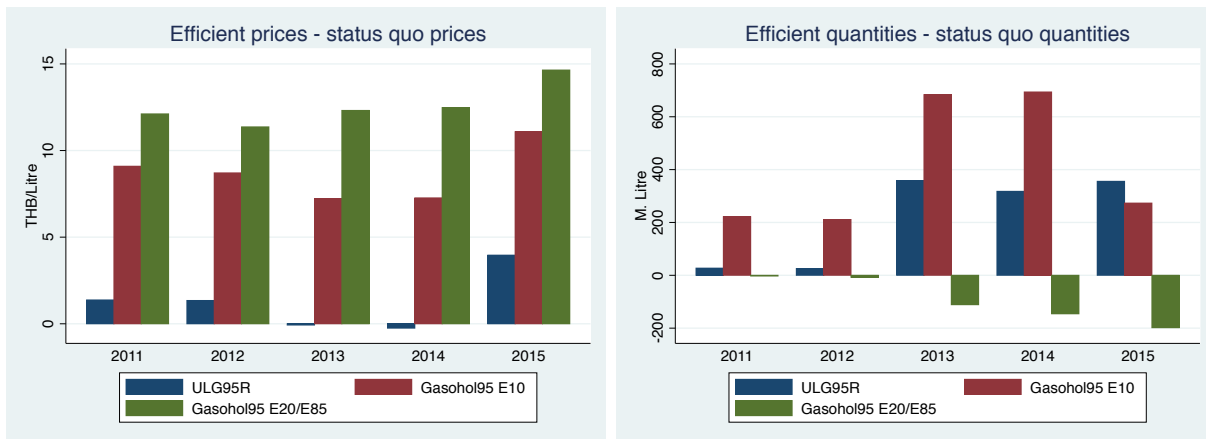 Efficient prices - status quo prices
THB/Litre
15
10
5
0
2011 2012 2013 2014 2015
ULG95R Gasohol95 E10
Gasohol95 E20/E85
Efficient quantities - status quo quantities
M. Litre
800
600
400
200
0
-200
2011 2012 2013 2014 2015
ULG95R Gasohol95 E10
Gasohol95 E20/E85